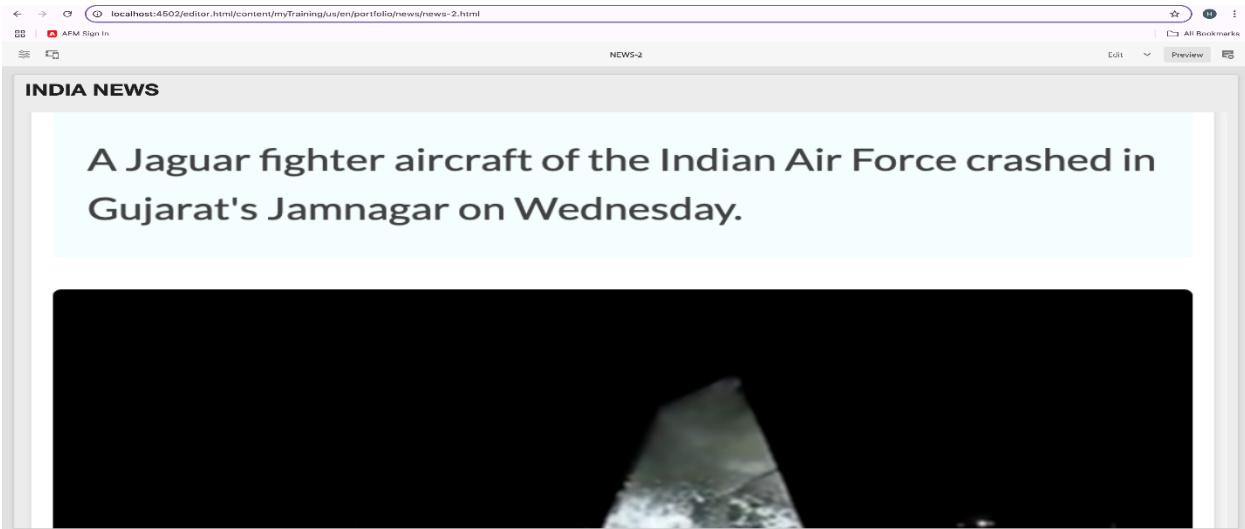 localhost:4502/editor.html/content/myTraining/us/en/portfolio/news/news-2.html
H
AEM Sign In
All Bookmarks
NEWS-2
Edit
Preview
INDIA NEWS
A Jaguar fighter aircraft of the Indian Air Force crashed in
Gujarat's Jamnagar on Wednesday.